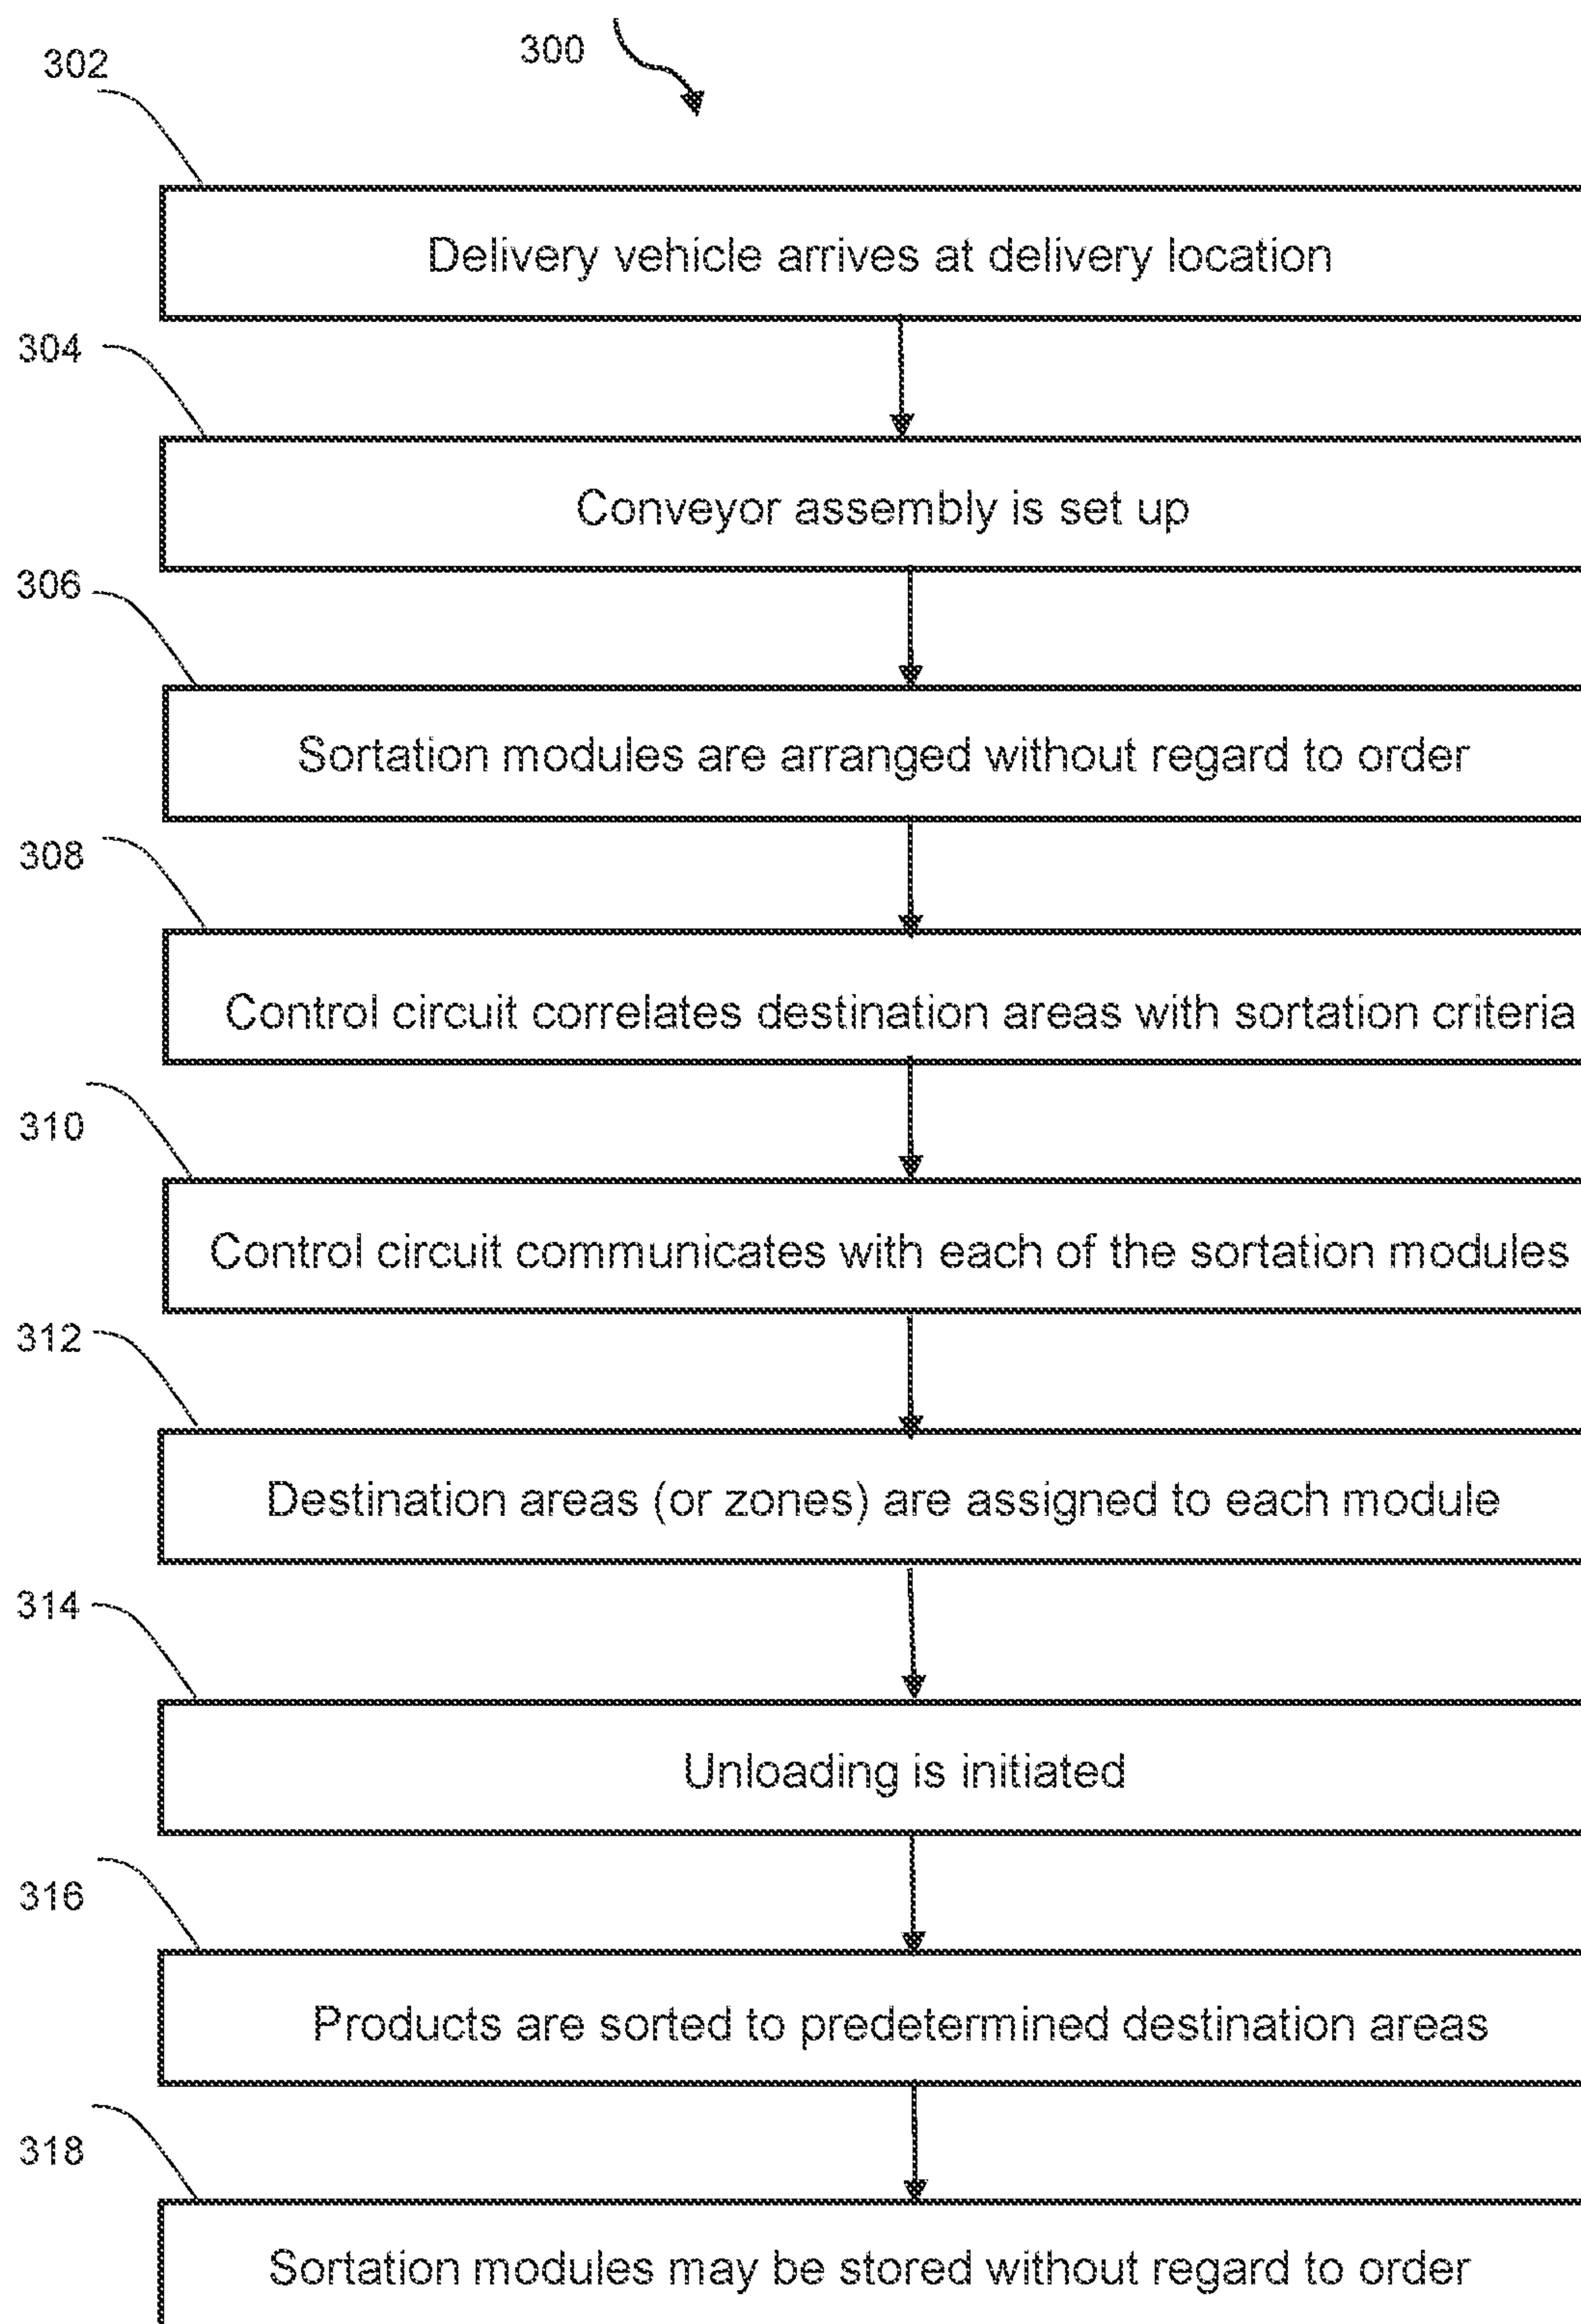 300
302
Delivery vehicle arrives at delivery location
304
Conveyor assembly is set up
306
Sortation modules are arranged without regard to order
308
Control circuit correlates destination areas with sortation criteria
310
Control circuit communicates with each of the sortation modules
312
Destination areas (or zones) are assigned to each module
314
Unloading is initiated
316
Products are sorted to predetermined destination areas
318
Sortation modules may be stored without regard to order